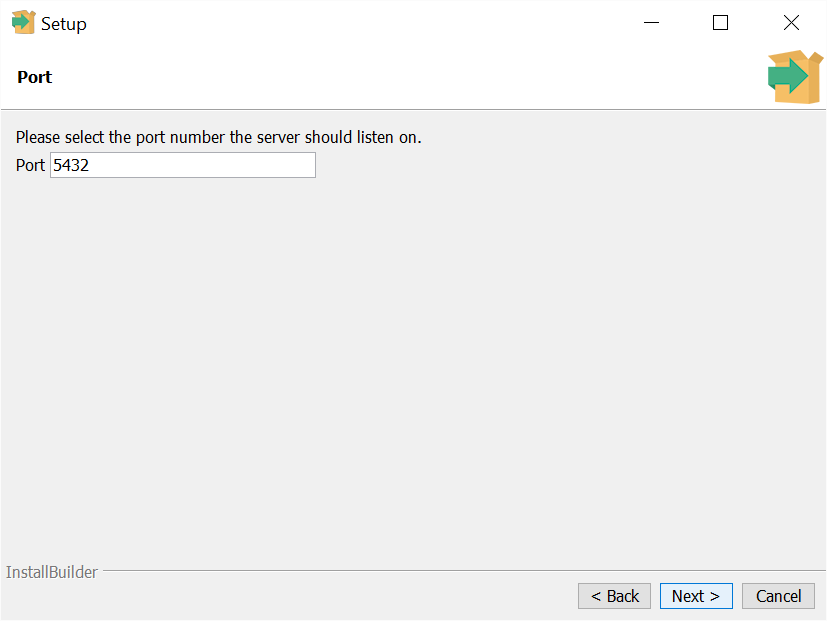 Setup
Port
Please select the port number the server should listen on.
Port 5432
InstallBuilder
< Back Next > Cancel